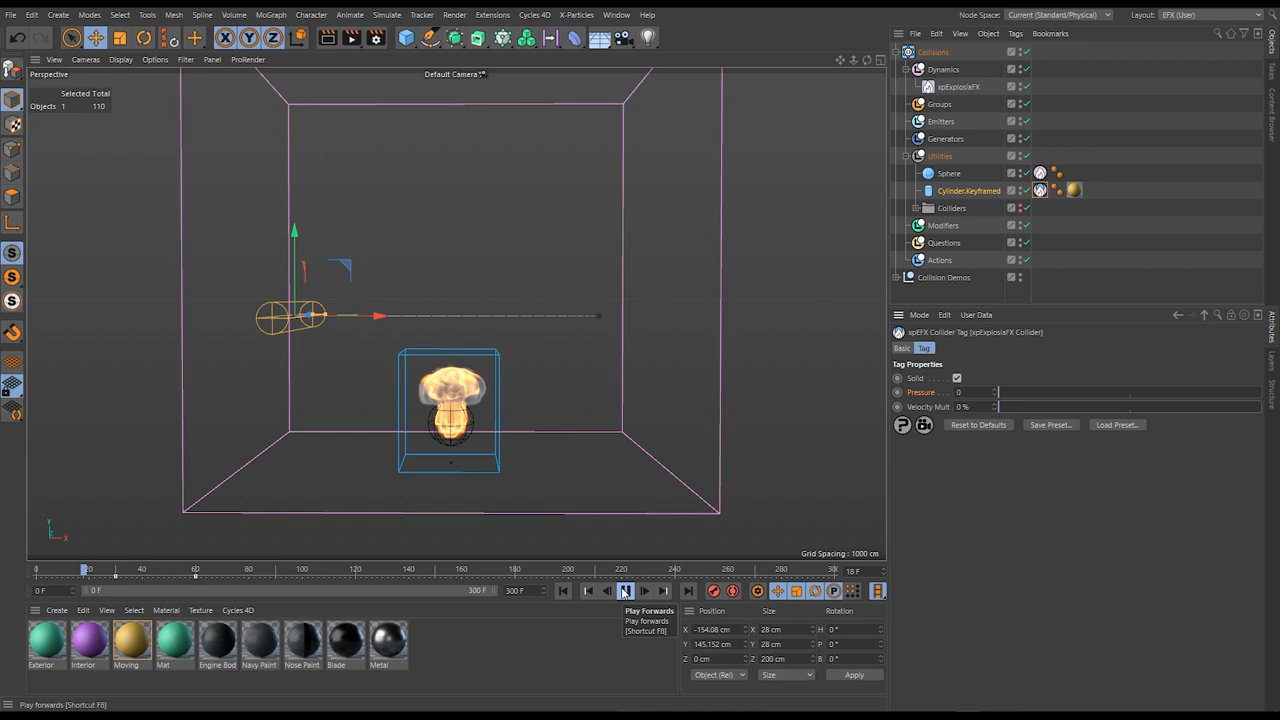 File Edit Create Modes Select Tools Mesh Spline Volume MoGraph Character Animate Simulate Tracker Render Extensions Cycles 4D X-Particles Window Help Node Space: Current (Standard/Physical) Layout: EFX (User)
File Edit View Object Tags Bookmarks
View Cameras Display Options Filter Panel ProRender
Perspective Default Camera
Selected Total
Objects 1 110
Collisions
Dynamics
xpExplosiaFX
Groups
Emitters
Generators
Utilities
Sphere
Cylinder.Keyframed
Colliders
Modifiers
Questions
Actions
Collision Demos
Objects
Takes
Content Browser
Mode Edit User Data
xpEFX Collider Tag [xpExplosiaFX Collider]
Basic Tag
Tag Properties
Solid
Pressure 0
Velocity Mult 0 %
Reset to Defaults Save Preset... Load Preset...
Attributes
Layers
Structure
Y
Z X
Grid Spacing : 1000 cm
0 20 40 60 80 100 120 140 160 180 200 220 240 260 280 300 18 F
0 F 0 F 300 F 300 F
Play Forwards
Play forwards
[Shortcut F8]
Create Edit View Select Material Texture Cycles 4D
Exterior Interior Moving Mat Engine Bod Navy Paint Nose Paint Blade Metal
Position Size Rotation
X -154.08 cm X 28 cm H 0 °
Y 145.152 cm Y 28 cm P 0 °
Z 0 cm Z 200 cm B 0 °
Object (Rel) Size Apply
Play forwards [Shortcut F8]